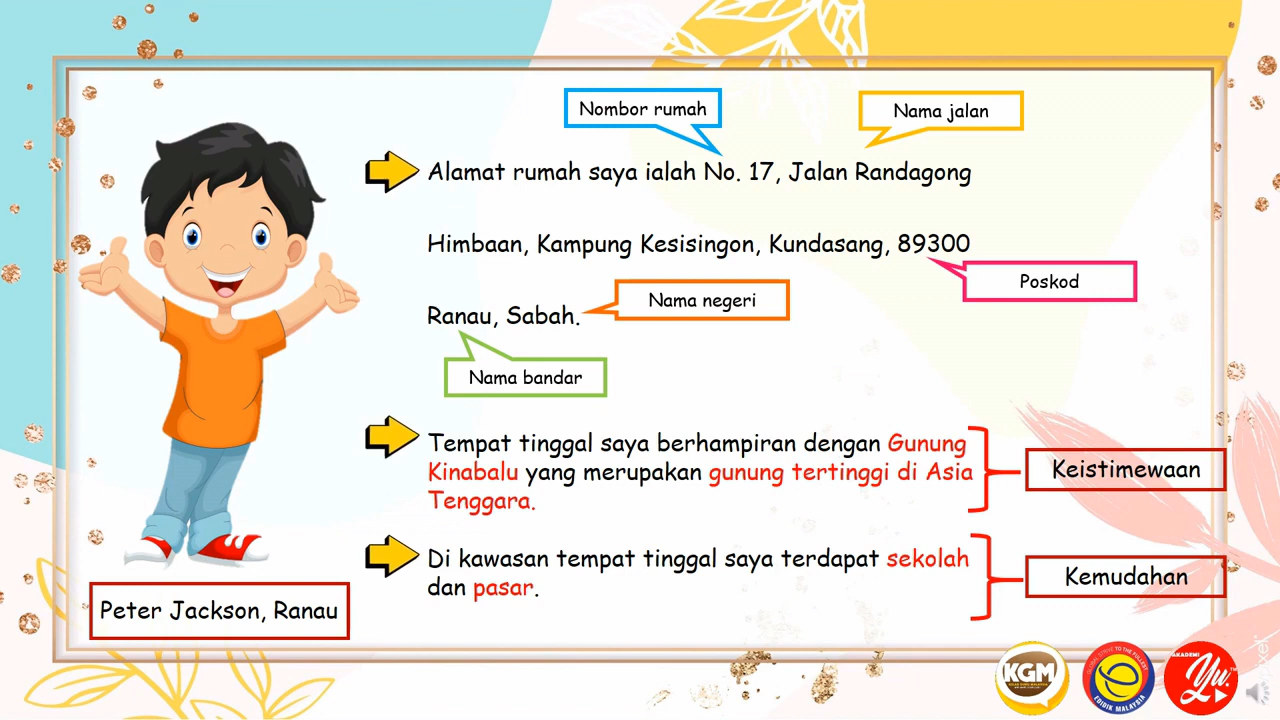 Nombor rumah
Nama jalan
Alamat rumah saya ialah No. 17, Jalan Randagong
Himbaan, Kampung Kesisingon, Kundasang, 89300
Poskod
Nama negeri
Ranau, Sabah.
Nama bandar
Tempat tinggal saya berhampiran dengan Gunung
Kinabalu yang merupakan gunung tertinggi di Asia
Tenggara.
Keistimewaan
Di kawasan tempat tinggal saya terdapat sekolah
dan pasar.
Kemudahan
Peter Jackson, Ranau
KGM
EDIDIK MALAYSIA
AKADEMI
Yu.